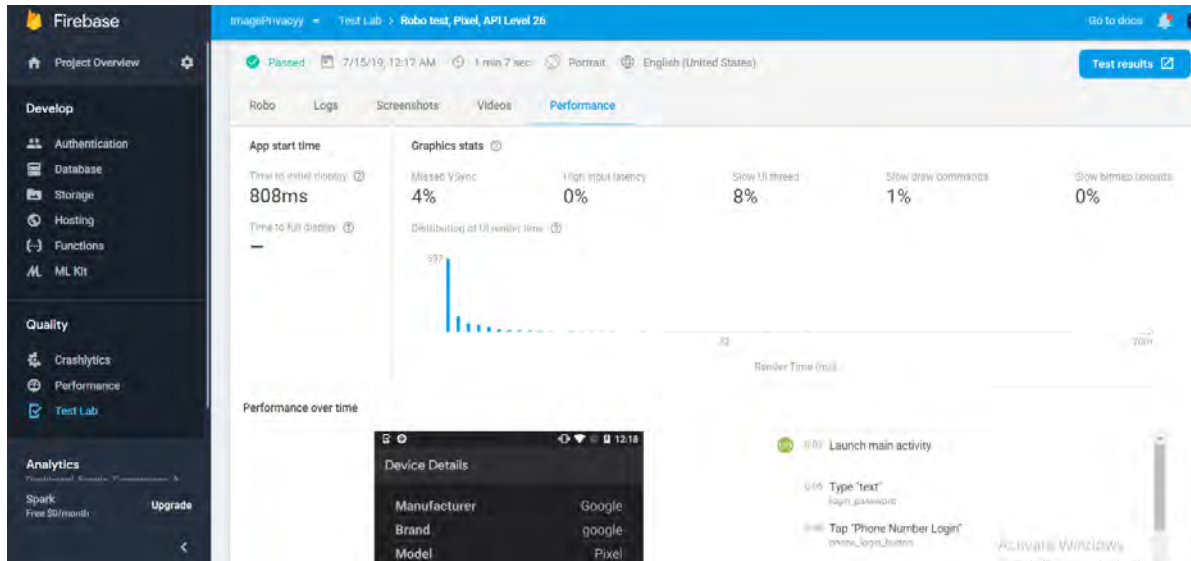 Firebase
ImagePrivacyy
Test Lab > Robo test, Pixel, API Level 26
Go to docs
Project Overview
Passed 7/15/19, 12:17 AM 1 min 7 sec Portrait English (United States)
Test results
Develop
Robo Logs Screenshots Videos Performance
Authentication
Database
Storage
Hosting
Functions
ML Kit
App start time
Time to initial display
808ms
Time to full display
—
Graphics stats
Missed VSync High input latency Slow UI thread Slow draw commands Slow bitmap uploads
4% 0% 8% 1% 0%
Distribution of UI render time
Render Time (ms)
Quality
Crashlytics
Performance
Test Lab
Performance over time
12:18
Device Details
Manufacturer Google
Brand google
Model Pixel
Launch main activity
Type "text"
login_password
Tap "Phone Number Login"
phone_login_button
Analytics
Spark
Free $0/month
Upgrade
Activate Windows